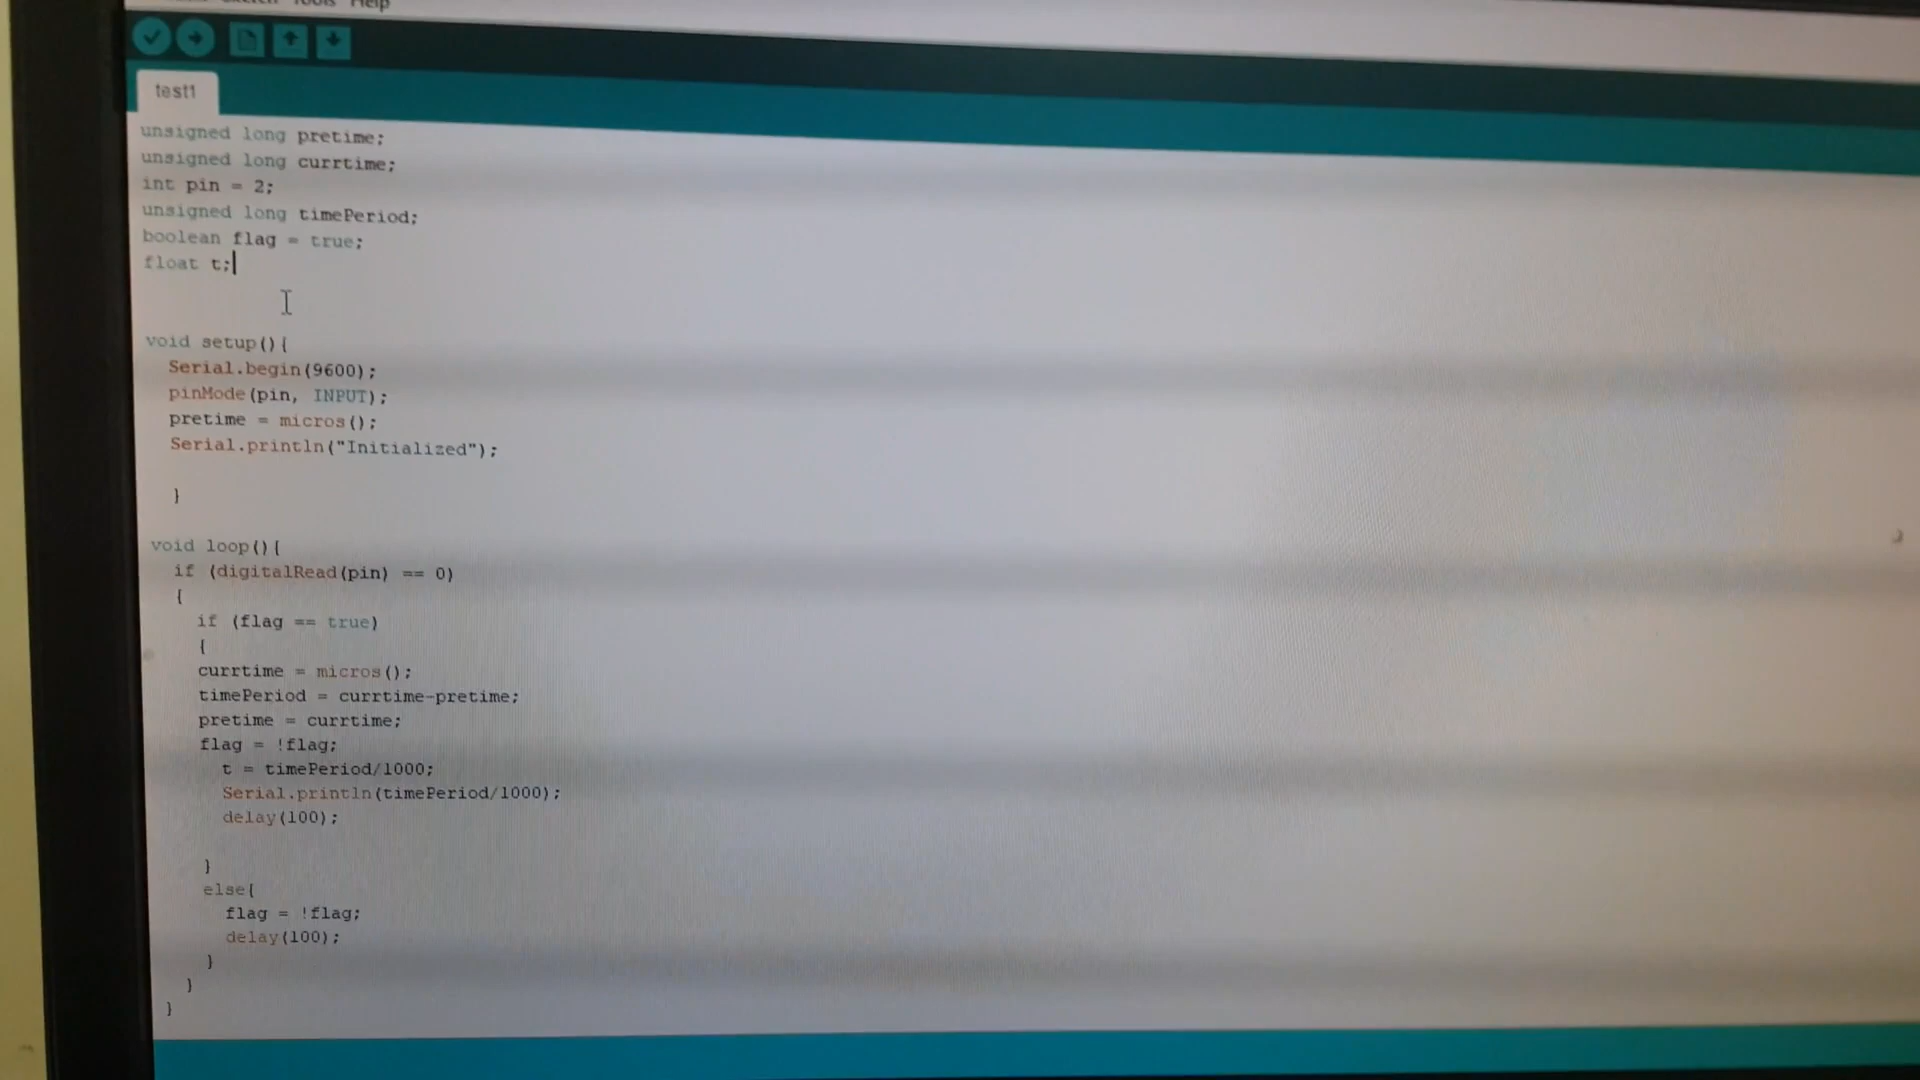 Tools Help
test1
unsigned long pretime;
unsigned long currtime;
int pin = 2;
unsigned long timePeriod;
boolean flag = true;
float t;
void setup(){
Serial.begin(9600);
pinMode(pin, INPUT);
pretime = micros();
Serial.println("Initialized");
}
void loop(){
if (digitalRead(pin) == 0)
{
if (flag == true)
{
currtime = micros();
timePeriod = currtime-pretime;
pretime = currtime;
flag = !flag;
t = timePeriod/1000;
Serial.println(timePeriod/1000);
delay(100);
}
else{
flag = !flag;
delay(100);
}
}
}